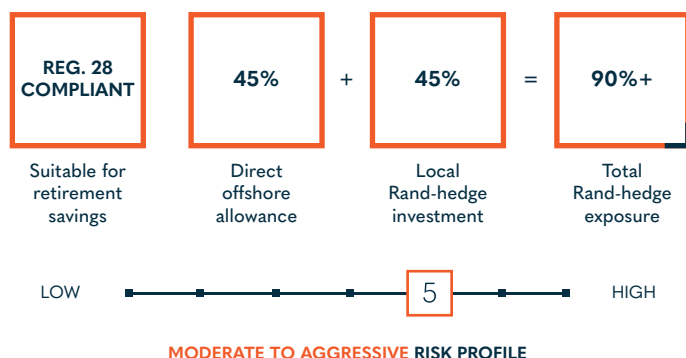 REG. 28
COMPLIANT
45%
+
45%
=
90%+
Suitable for
retirement
savings
Direct
offshore
allowance
Local
Rand-hedge
investment
Total
Rand-hedge
exposure
LOW
5
HIGH
MODERATE TO AGGRESSIVE RISK PROFILE